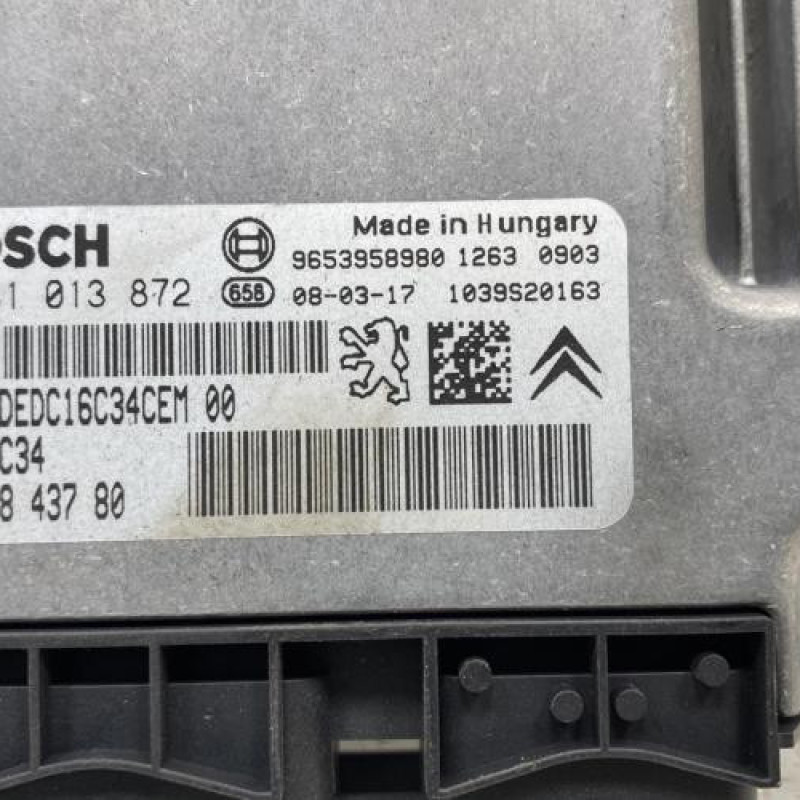 BOSCH Made in Hungary
9653958980 1263 0903
1 013 872 658 08-03-17 1039S20163
DEDC16C34CEM 00
C34
8 437 80